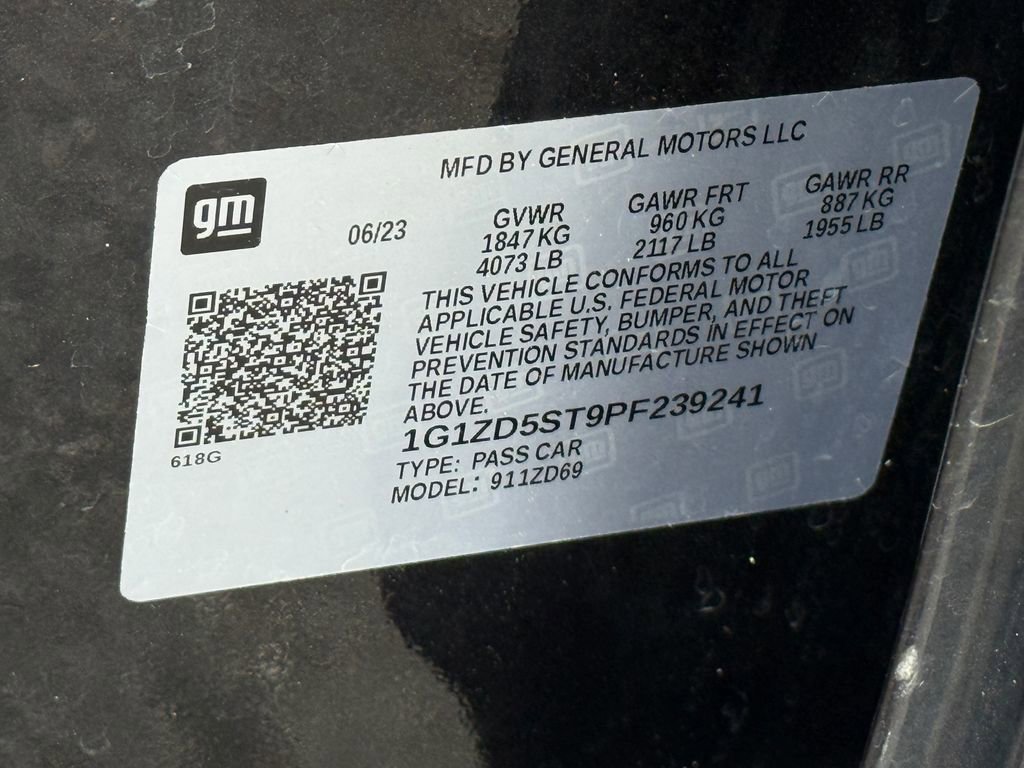 MFD BY GENERAL MOTORS LLC
gm
06/23
GVWR
1847 KG
4073 LB
GAWR FRT
960 KG
2117 LB
GAWR RR
887 KG
1955 LB
THIS VEHICLE CONFORMS TO ALL
APPLICABLE U.S. FEDERAL MOTOR
VEHICLE SAFETY, BUMPER, AND THEFT
PREVENTION STANDARDS IN EFFECT ON
THE DATE OF MANUFACTURE SHOWN
ABOVE.
1G1ZD5ST9PF239241
TYPE: PASS CAR
MODEL: 911ZD69
618G